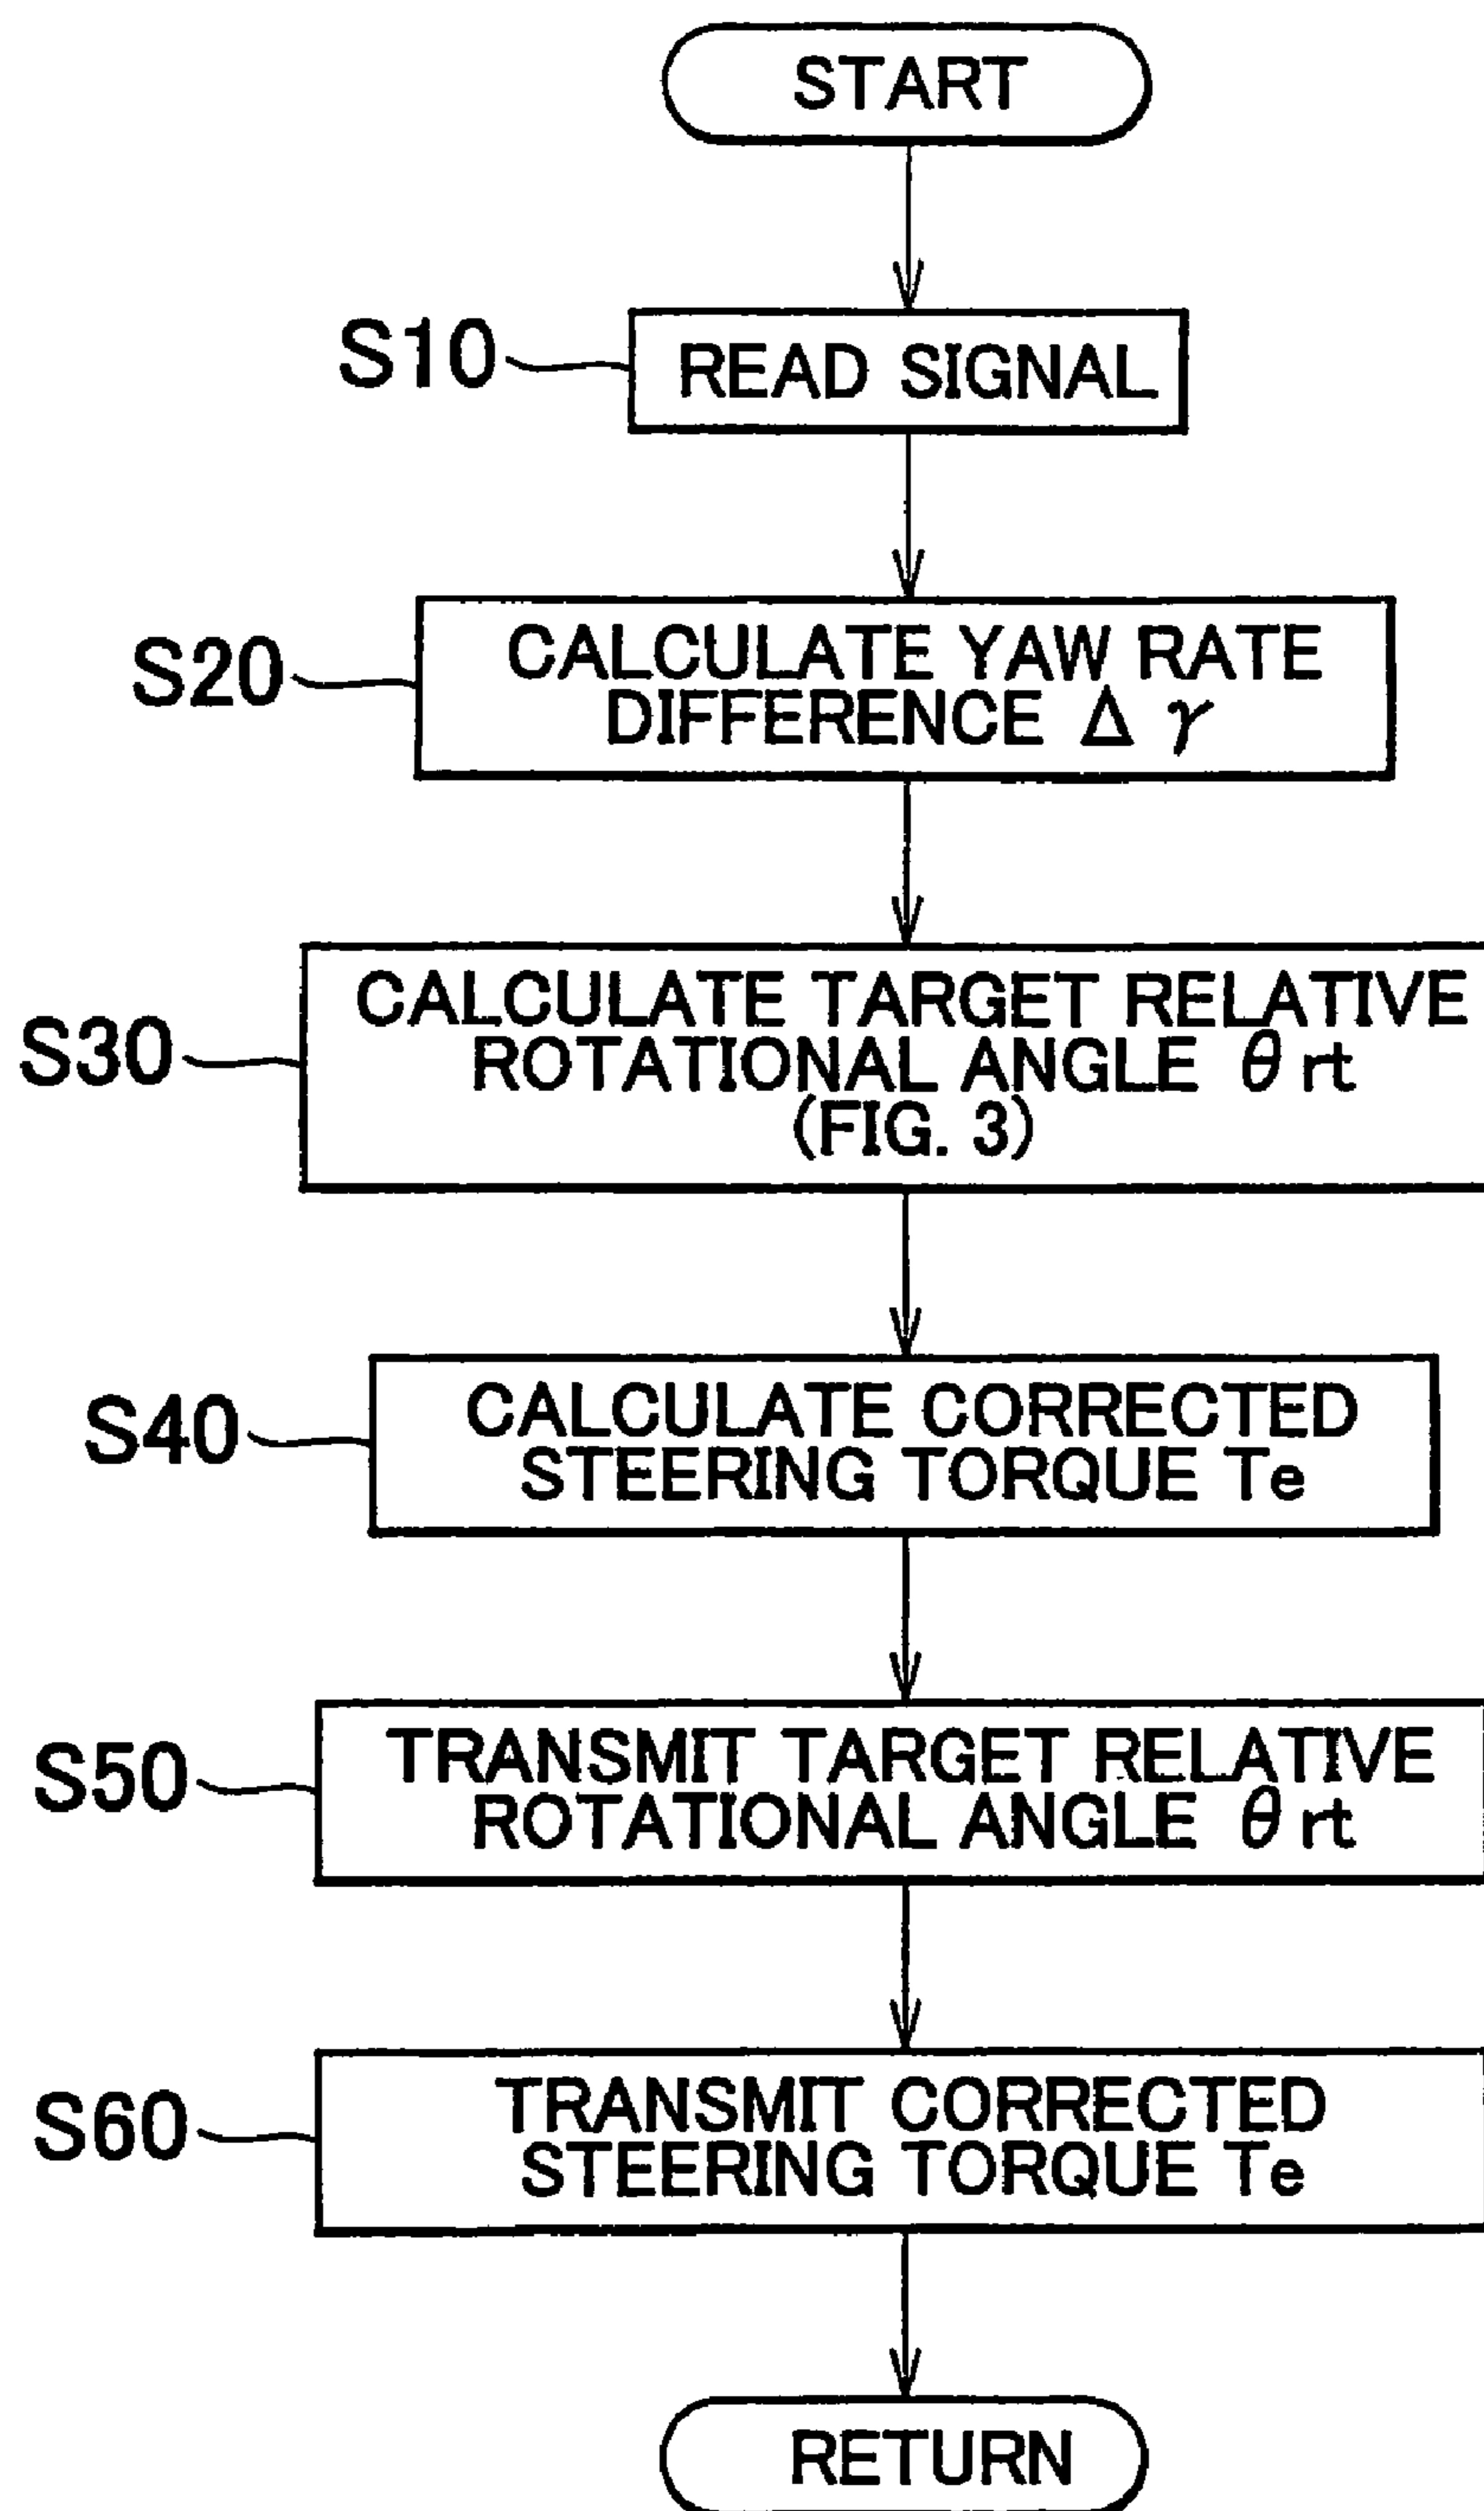 START
S10
READ SIGNAL
S20
CALCULATE YAW RATE
DIFFERENCE Δ γ
S30
CALCULATE TARGET RELATIVE
ROTATIONAL ANGLE θ rt
(FIG. 3)
S40
CALCULATE CORRECTED
STEERING TORQUE Te
S50
TRANSMIT TARGET RELATIVE
ROTATIONAL ANGLE θ rt
S60
TRANSMIT CORRECTED
STEERING TORQUE Te
RETURN